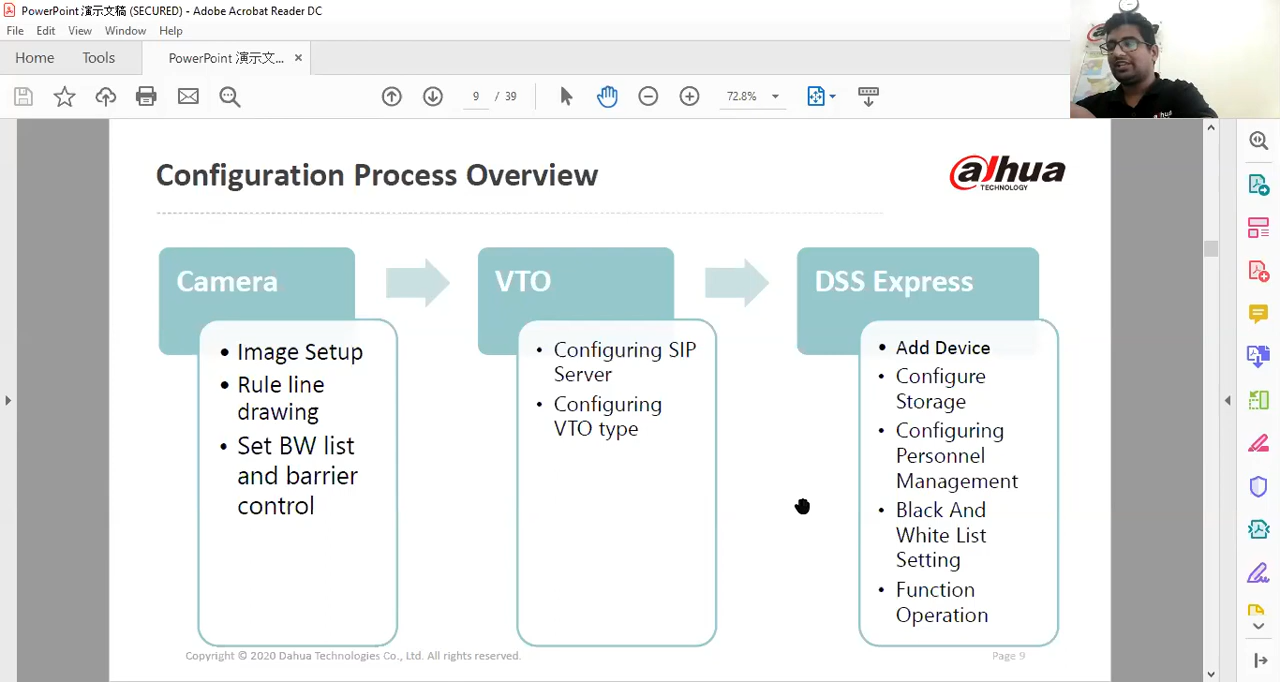 PowerPoint 演示文稿 (SECURED) - Adobe Acrobat Reader DC
File Edit View Window Help
Home Tools PowerPoint 演示文... ×
9 / 39 72.8%
Configuration Process Overview
alhua
TECHNOLOGY
Camera
VTO
DSS Express
• Image Setup
• Rule line
drawing
• Set BW list
and barrier
control
• Configuring SIP
Server
• Configuring
VTO type
• Add Device
• Configure
Storage
• Configuring
Personnel
Management
• Black And
White List
Setting
• Function
Operation
Copyright © 2020 Dahua Technologies Co., Ltd. All rights reserved.
Page 9